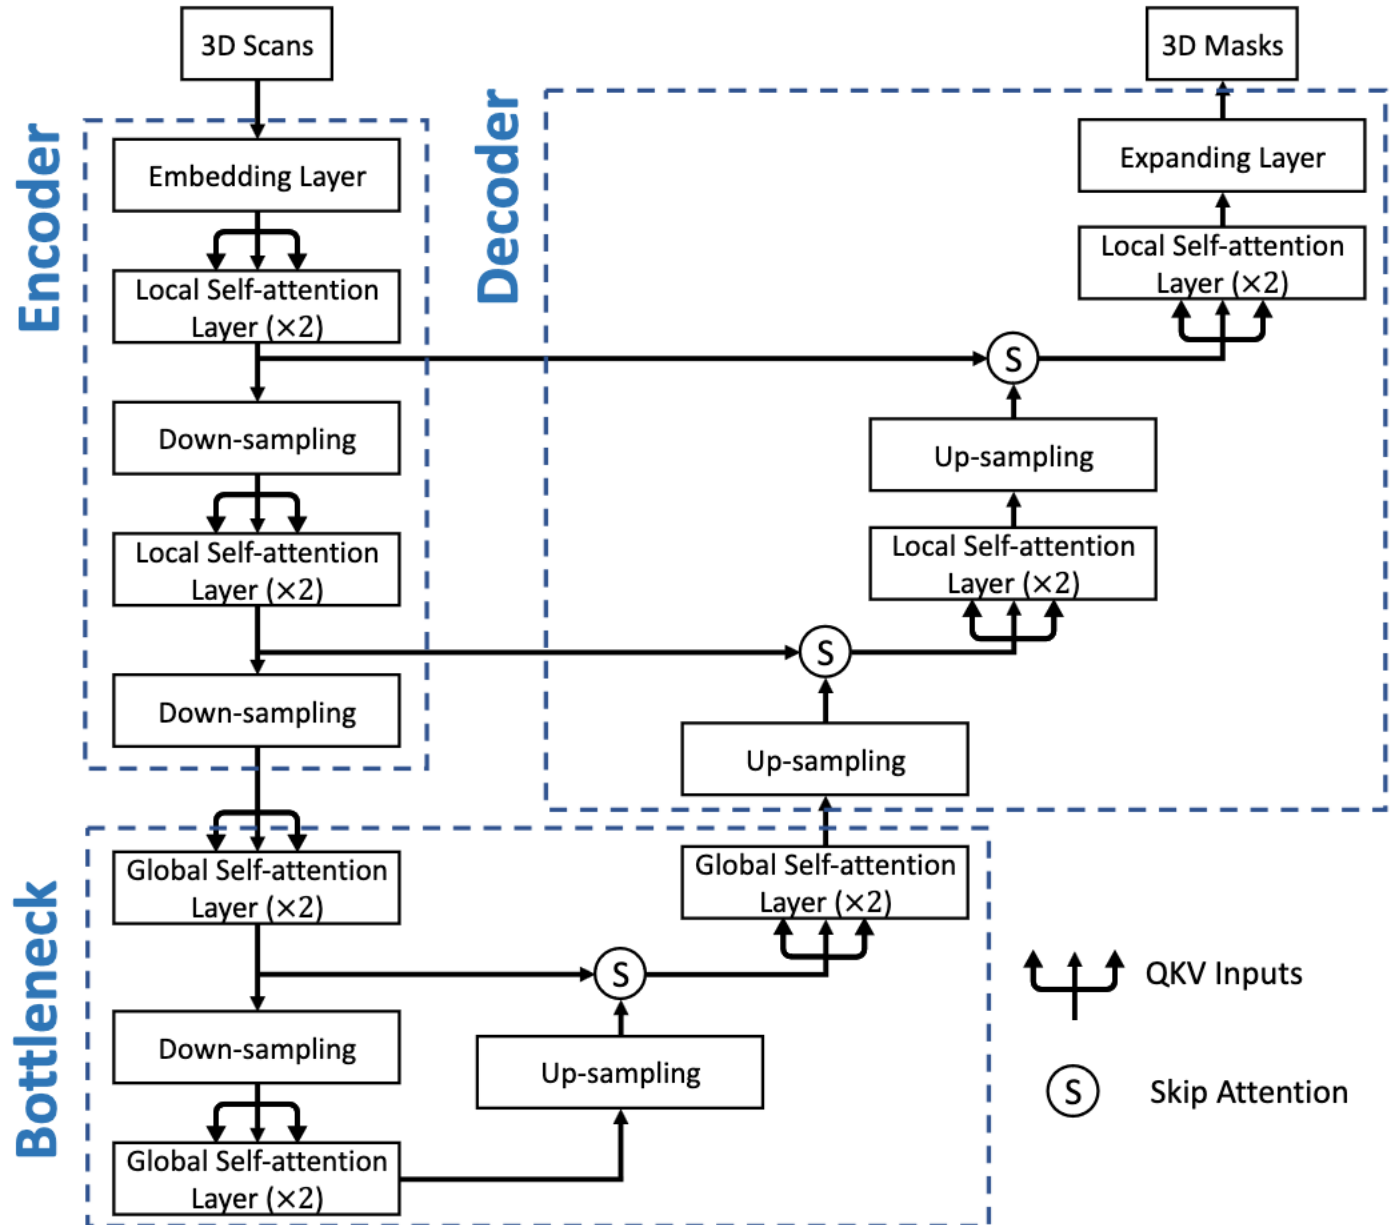 3D Scans
Encoder
Embedding Layer
Local Self-attention
Layer (×2)
Down-sampling
Local Self-attention
Layer (×2)
Down-sampling
Bottleneck
Global Self-attention
Layer (×2)
Down-sampling
Global Self-attention
Layer (×2)
Up-sampling
S
Global Self-attention
Layer (×2)
Decoder
Up-sampling
S
Local Self-attention
Layer (×2)
Up-sampling
S
Local Self-attention
Layer (×2)
Expanding Layer
3D Masks
QKV Inputs
S Skip Attention